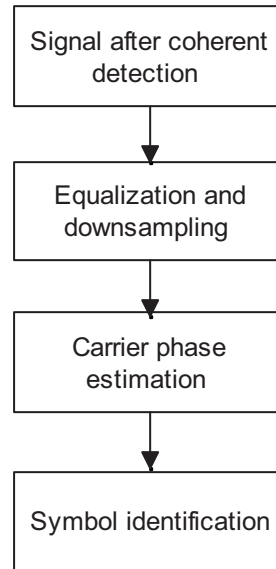 Signal after coherent
detection
Equalization and
downsampling
Carrier phase
estimation
Symbol identification